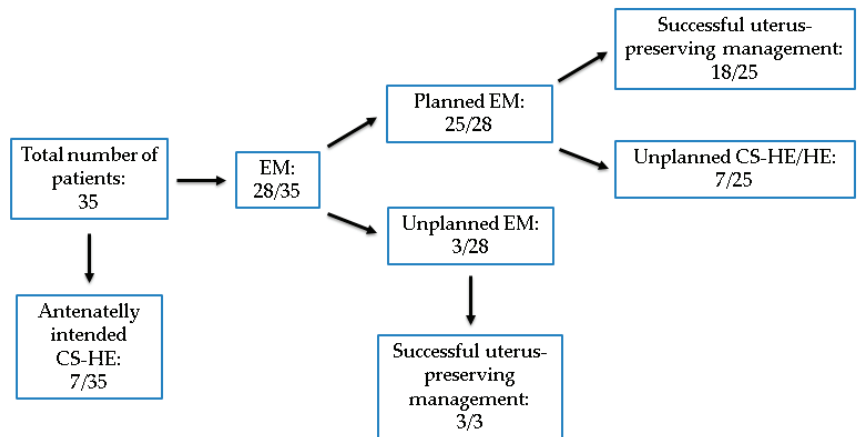 Total number of
patients:
35
Antenatelly
intended
CS-HE:
7/35
EM:
28/35
Planned EM:
25/28
Unplanned EM:
3/28
Successful uterus-
preserving management:
18/25
Unplanned CS-HE/HE:
7/25
Successful uterus-
preserving
management:
3/3